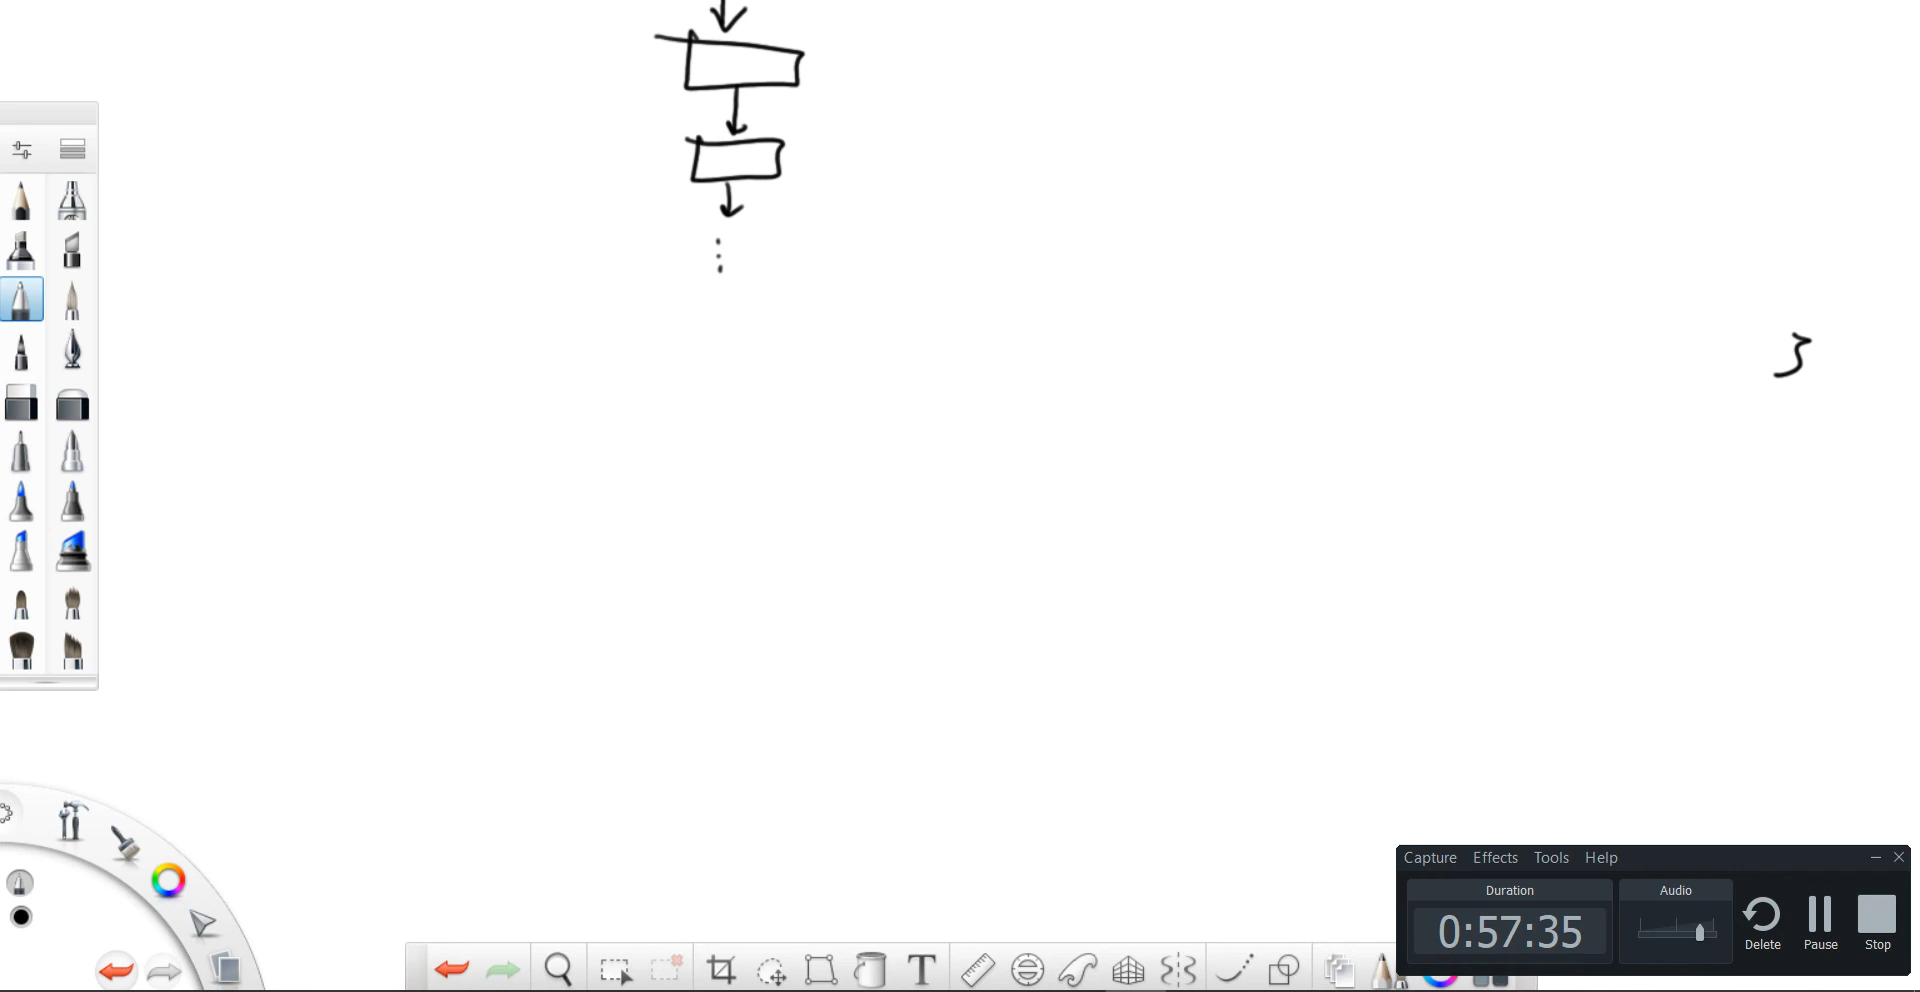 }
Capture Effects Tools Help
Duration
Audio
0:57:35
Delete
Pause
Stop
T